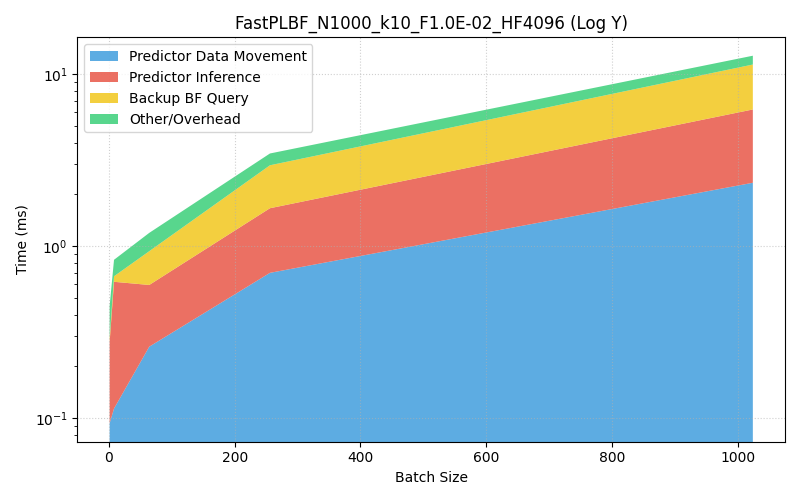 FastPLBF_N1000_k10_F1.0E-02_HF4096 (Log Y)
Predictor Data Movement
Predictor Inference
Backup BF Query
Other/Overhead
Time (ms)
10¹
10⁰
10⁻¹
0 200 400 600 800 1000
Batch Size